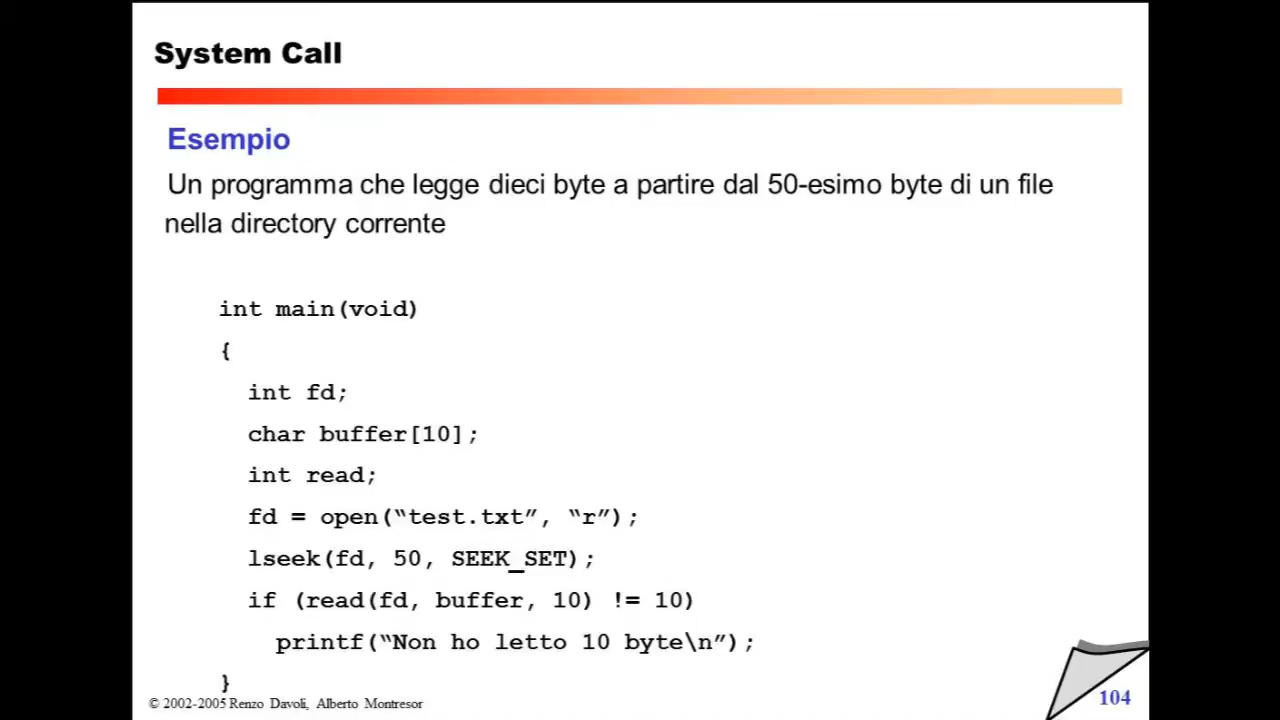 System Call
Esempio
Un programma che legge dieci byte a partire dal 50-esimo byte di un file
nella directory corrente
int main(void)
{
int fd;
char buffer[10];
int read;
fd = open(“test.txt”, “r”);
lseek(fd, 50, SEEK_SET);
if (read(fd, buffer, 10) != 10)
printf(“Non ho letto 10 byte\n”);
}
© 2002-2005 Renzo Davoli, Alberto Montresor
104